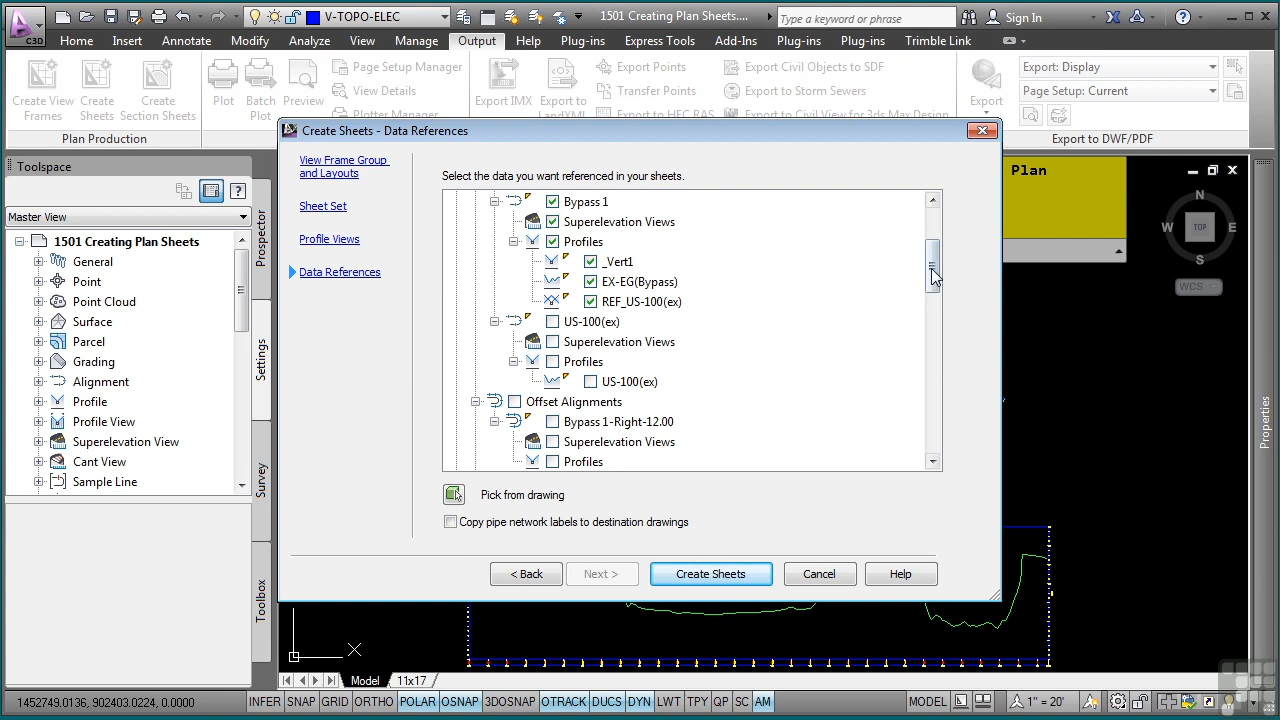 V-TOPO-ELEC
1501 Creating Plan Sheets....
Type a keyword or phrase
Sign In
C3D
Home
Insert
Annotate
Modify
Analyze
View
Manage
Output
Help
Plug-ins
Express Tools
Add-Ins
Plug-ins
Plug-ins
Trimble Link
Page Setup Manager
Export Points
Export Civil Objects to SDF
Export: Display
View Details
Transfer Points
Export to Storm Sewers
Page Setup: Current
Create View
Frames
Create
Sheets
Create
Section Sheets
Plot
Batch
Plot
Preview
Plotter Manager
Export IMX
Export to
LandXML
Export HEC RAS
Export to Civil View for 3ds Max Design
Export
Plan Production
Export to DWF/PDF
Create Sheets - Data References
Toolspace
Master View
1501 Creating Plan Sheets
General
Point
Point Cloud
Surface
Parcel
Grading
Alignment
Profile
Profile View
Superelevation View
Cant View
Sample Line
Prospector
Settings
Survey
Toolbox
View Frame Group
and Layouts
Sheet Set
Profile Views
Data References
Select the data you want referenced in your sheets.
Bypass 1
Superelevation Views
Profiles
_Vert1
EX-EG(Bypass)
REF_US-100(ex)
US-100(ex)
Superelevation Views
Profiles
US-100(ex)
Offset Alignments
Bypass 1-Right-12.00
Superelevation Views
Profiles
Pick from drawing
Copy pipe network labels to destination drawings
< Back
Next >
Create Sheets
Cancel
Help
Plan
N
W
TOP
E
S
WCS
Properties
Model
11x17
1452749.0136, 902403.0224, 0.0000
INFER
SNAP
GRID
ORTHO
POLAR
OSNAP
3DOSNAP
OTRACK
DUCS
DYN
LWT
TPY
QP
SC
AM
MODEL
1" = 20'